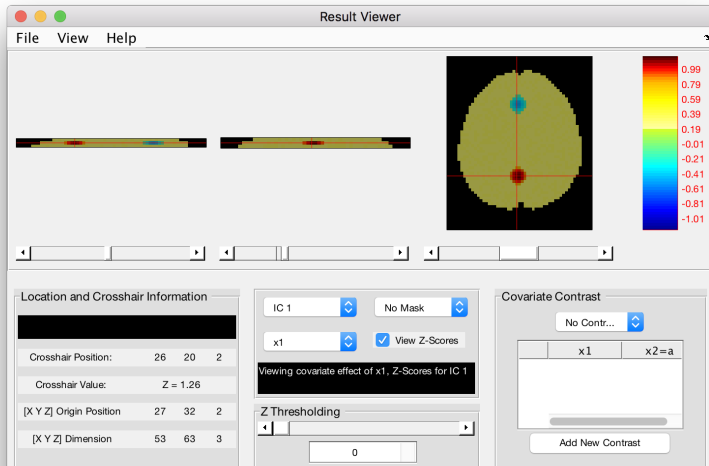 Result Viewer
File View Help
0.99
0.79
0.59
0.39
0.19
-0.01
-0.21
-0.41
-0.61
-0.81
-1.01
Location and Crosshair Information
Crosshair Position: 26 20 2
Crosshair Value: Z = 1.26
[X Y Z] Origin Position 27 32 2
[X Y Z] Dimension 53 63 3
IC 1 No Mask
x1 View Z-Scores
Viewing covariate effect of x1, Z-Scores for IC 1
Z Thresholding
0
Covariate Contrast
No Contr...
x1 x2=a
Add New Contrast